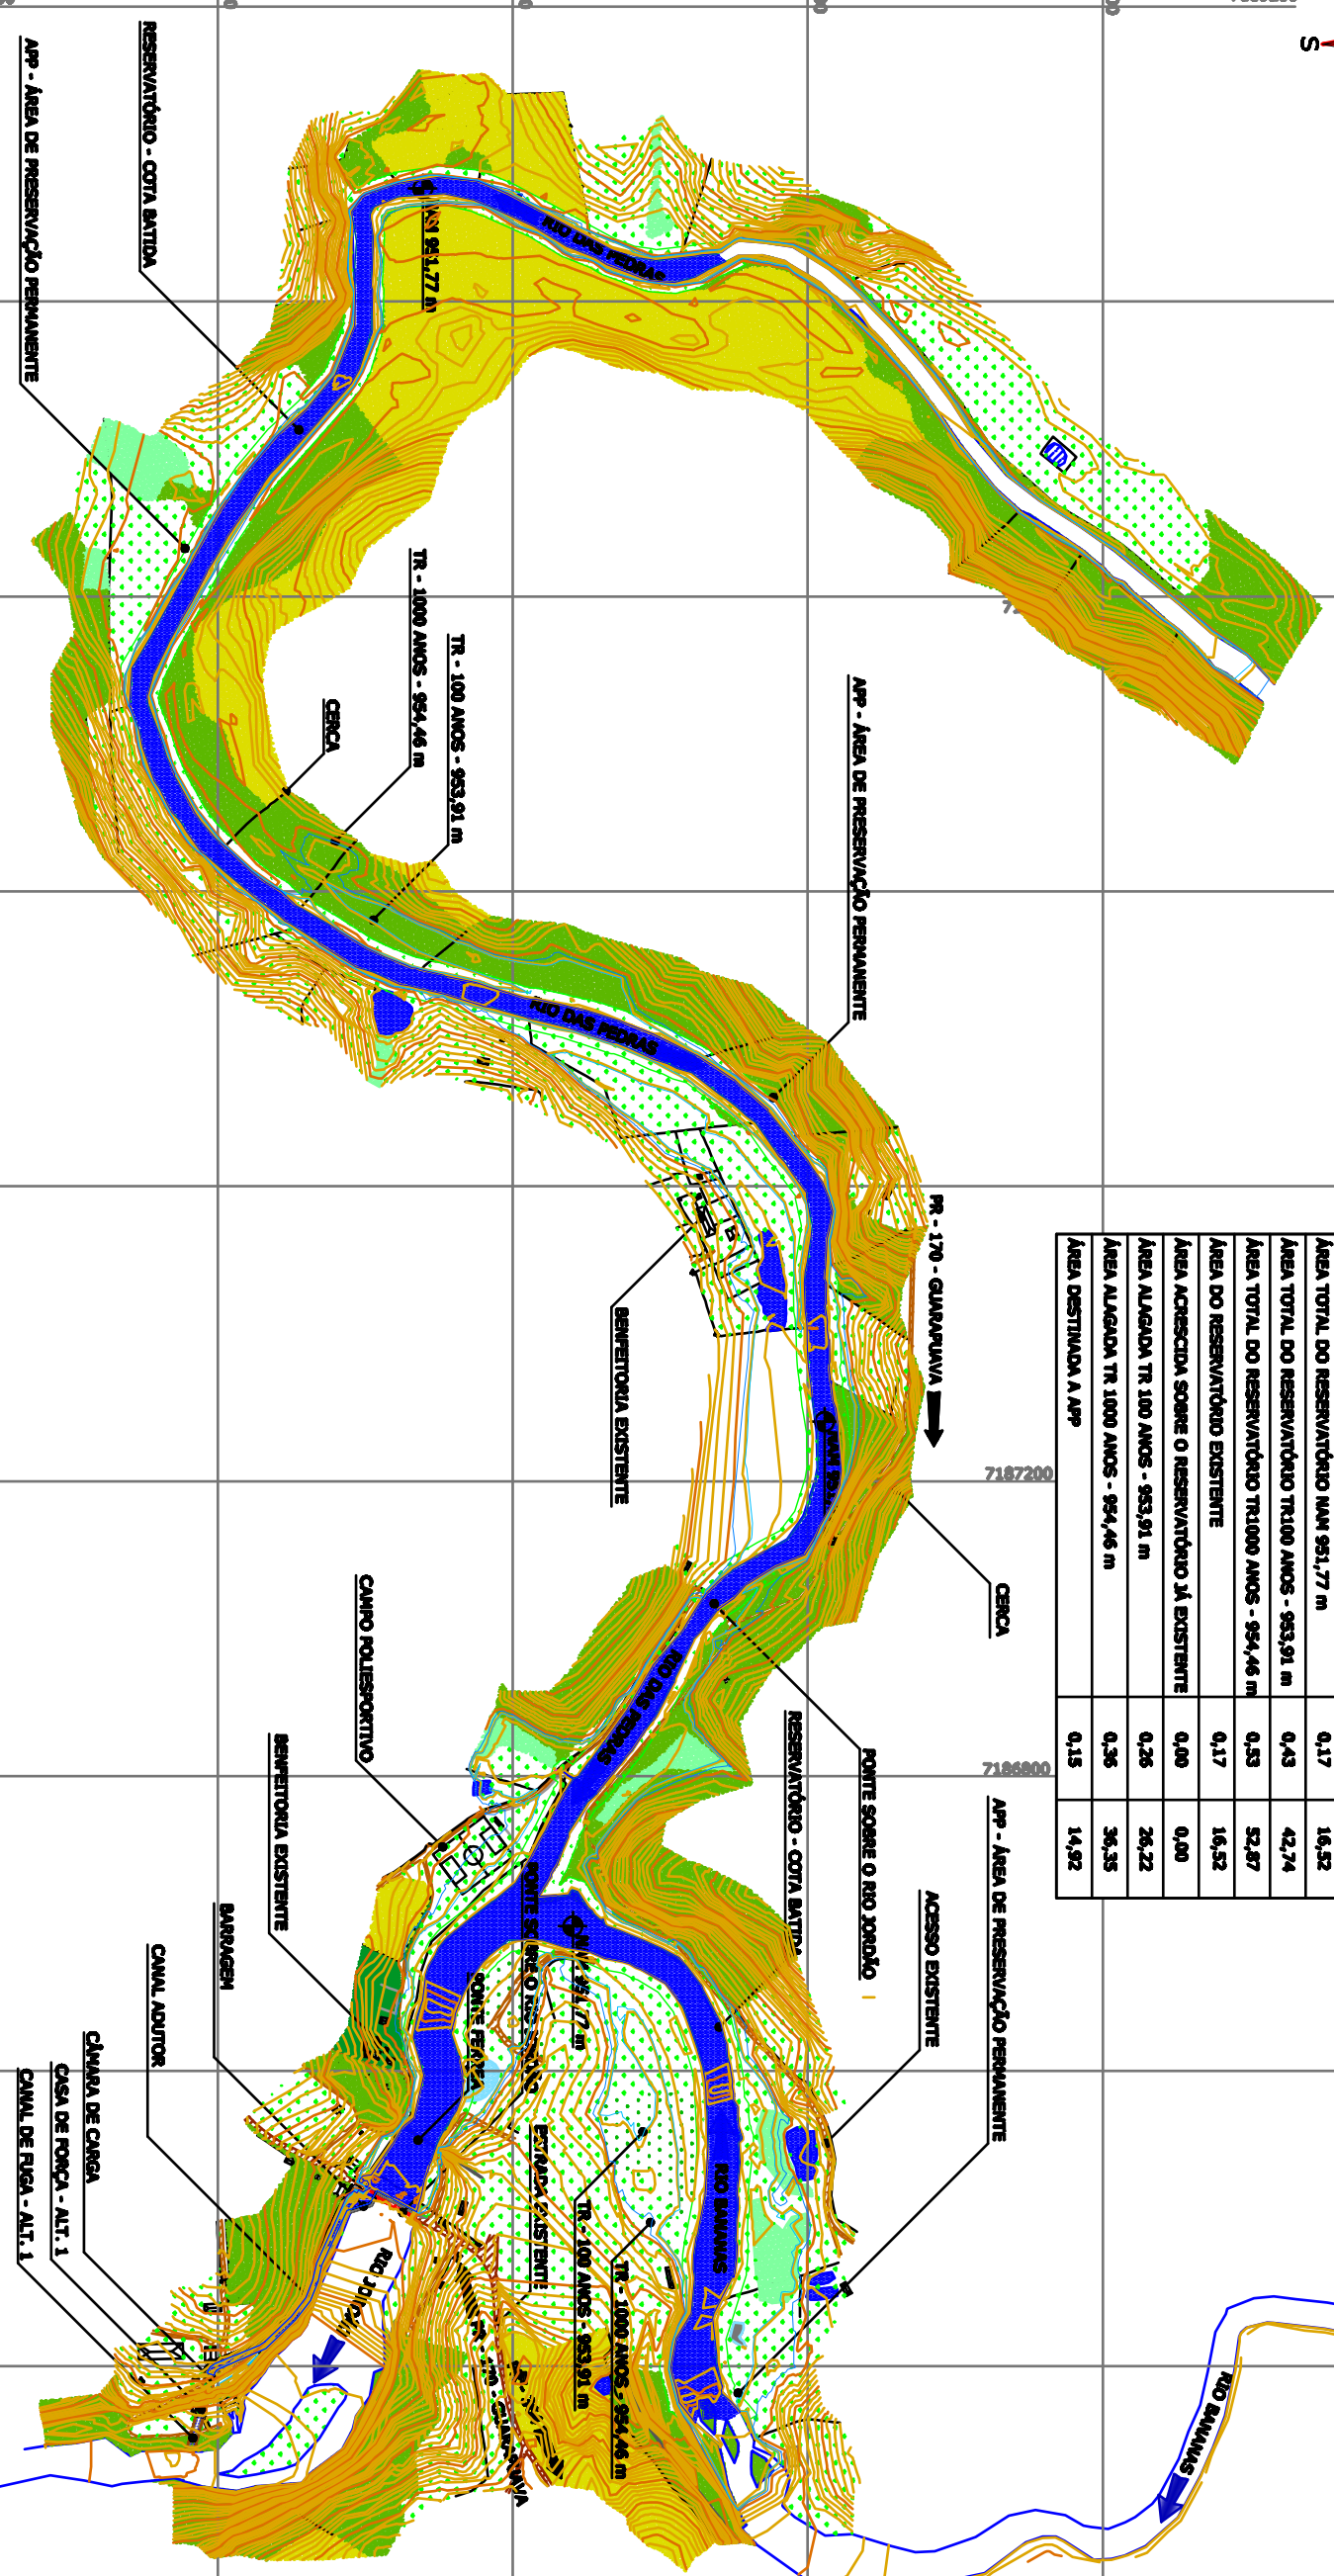 S
RESERVATÓRIO - COTA BATIDA
APP - ÁREA DE PRESERVAÇÃO PERMANENTE
RIO DAS PEDRAS
951,77 m
TR - 1000 ANOS - 954,46 m
TR - 100 ANOS - 953,91 m
CERCA
APP - ÁREA DE PRESERVAÇÃO PERMANENTE
RIO DAS PEDRAS
PR - 170 - GUARAPUAVA
BENFEITORIA EXISTENTE
7187200
CERCA
ÁREA TOTAL DO RESERVATÓRIO NAM 951,77 m 0,17 16,52
ÁREA TOTAL DO RESERVATÓRIO TR100 ANOS - 953,91 m 0,43 42,74
ÁREA TOTAL DO RESERVATÓRIO TR1000 ANOS - 954,46 m 0,53 52,87
ÁREA DO RESERVATÓRIO EXISTENTE 0,17 16,52
ÁREA ACRESCIDA SOBRE O RESERVATÓRIO JÁ EXISTENTE 0,00 0,00
ÁREA ALAGADA TR 100 ANOS - 953,91 m 0,26 26,22
ÁREA ALAGADA TR 1000 ANOS - 954,46 m 0,36 36,35
ÁREA DESTINADA A APP 0,15 14,92
7186800
RIO DAS PEDRAS
CAMPO POLIESPORTIVO
BENFEITORIA EXISTENTE
RESERVATÓRIO - COTA BATIDA
PONTE SOBRE O RIO JORDÃO
ACESSO EXISTENTE
APP - ÁREA DE PRESERVAÇÃO PERMANENTE
BARRAGEM
CANAL ADUTOR
CÂMARA DE CARGA
CASA DE FORÇA - ALT. 1
CANAL DE FUGA - ALT. 1
RIO BANANAS
TR - 100 ANOS - 953,91 m
TR - 1000 ANOS - 954,46 m
RIO BANANAS